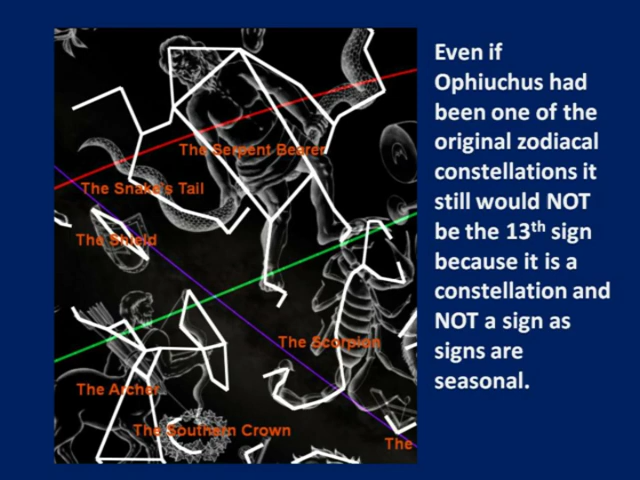 Even if
Ophiuchus had
been one of the
original zodiacal
constellations it
still would NOT
be the 13th sign
because it is a
constellation and
NOT a sign as
signs are
seasonal.
The Serpent Bearer
The Snake's Tail
The Shield
The Scorpion
The Archer
The Southern Crown
The